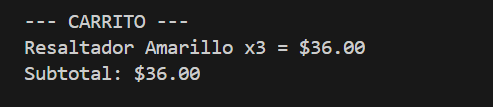 --- CARRITO ---
Resaltador Amarillo x3 = $36.00
Subtotal: $36.00